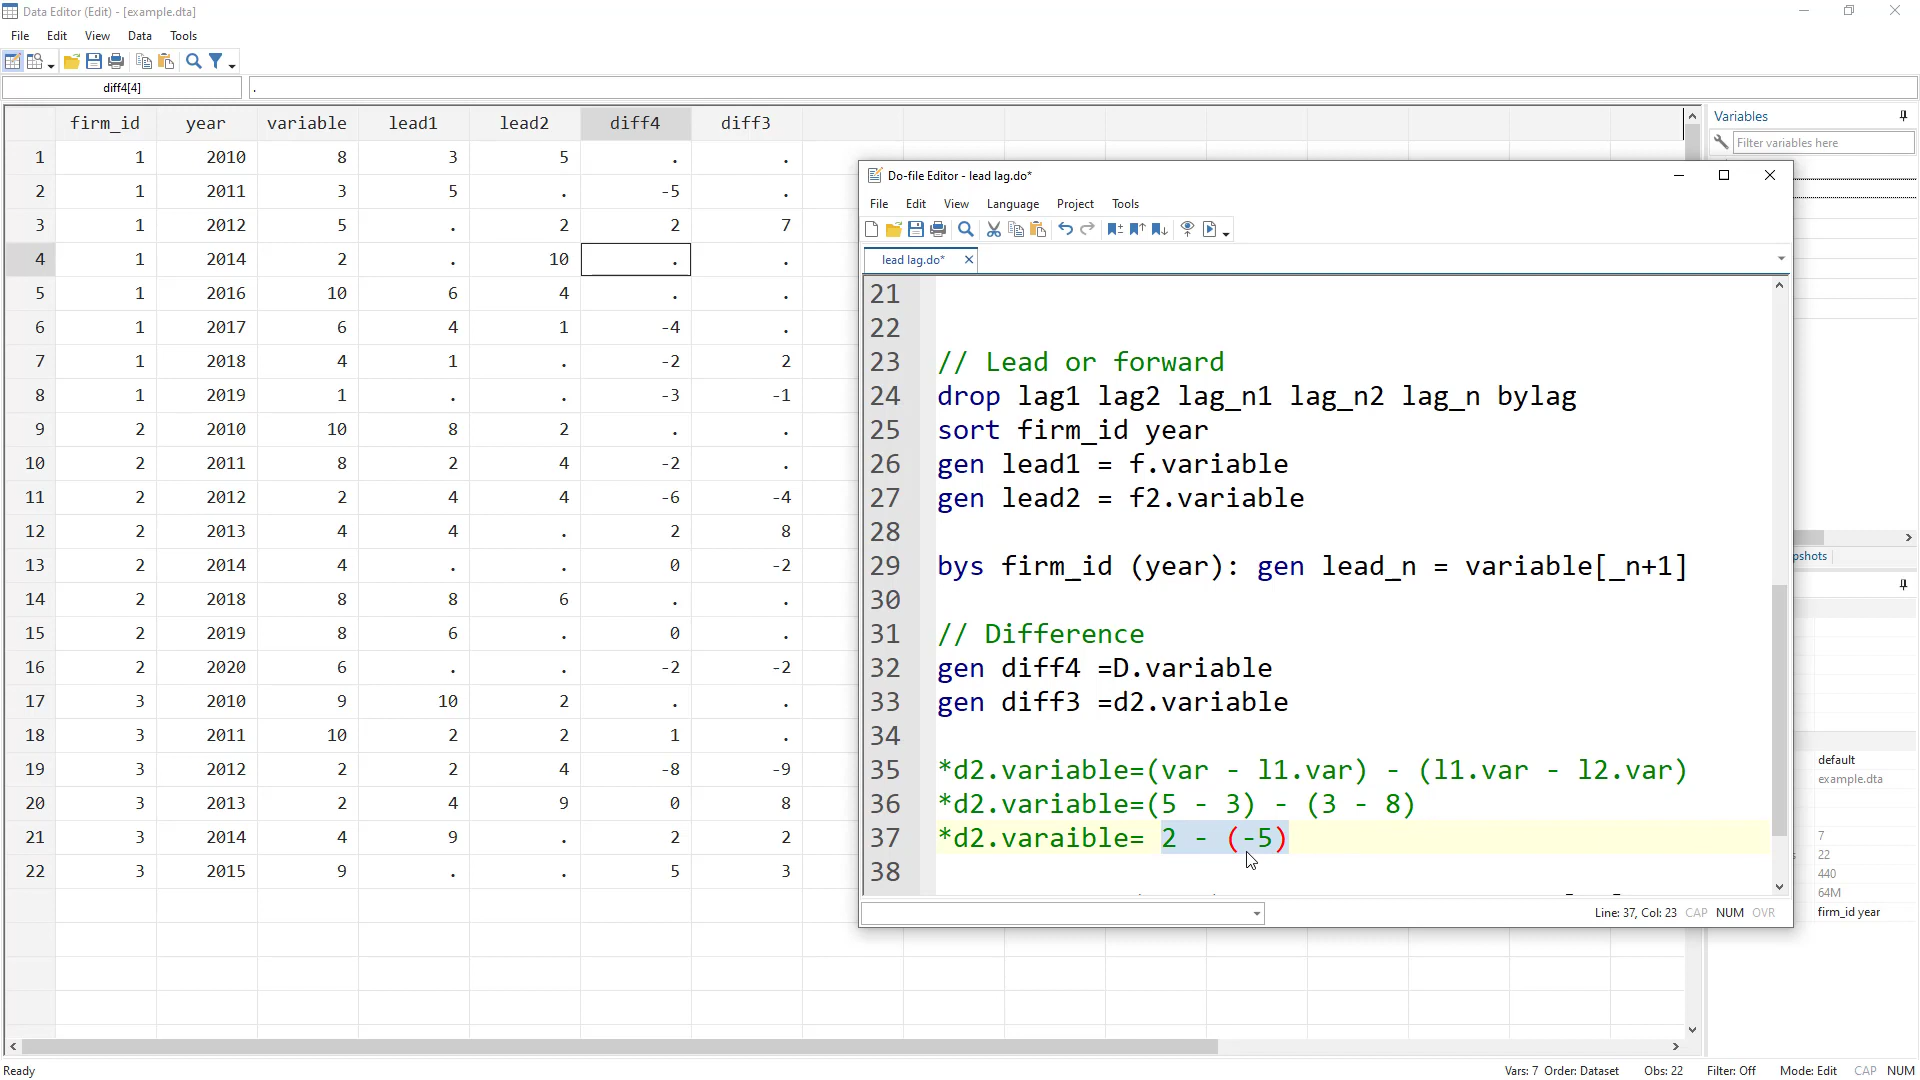 Data Editor (Edit) - [example.dta]
File Edit View Data Tools
diff4[4] .
firm_id year variable lead1 lead2 diff4 diff3
1 1 2010 8 3 5 . .
2 1 2011 3 5 . -5 .
3 1 2012 5 . 2 2 7
4 1 2014 2 . 10 . .
5 1 2016 10 6 4 . .
6 1 2017 6 4 1 -4 .
7 1 2018 4 1 . -2 2
8 1 2019 1 . . -3 -1
9 2 2010 10 8 2 . .
10 2 2011 8 2 4 -2 .
11 2 2012 2 4 4 -6 -4
12 2 2013 4 4 . 2 8
13 2 2014 4 . . 0 -2
14 2 2018 8 8 6 . .
15 2 2019 8 6 . 0 .
16 2 2020 6 . . -2 -2
17 3 2010 9 10 2 . .
18 3 2011 10 2 2 1 .
19 3 2012 2 2 4 -8 -9
20 3 2013 2 4 9 0 8
21 3 2014 4 9 . 2 2
22 3 2015 9 . . 5 3
Do-file Editor - lead lag.do*
File Edit View Language Project Tools
lead lag.do*
21
22
23 // Lead or forward
24 drop lag1 lag2 lag_n1 lag_n2 lag_n bylag
25 sort firm_id year
26 gen lead1 = f.variable
27 gen lead2 = f2.variable
28
29 bys firm_id (year): gen lead_n = variable[_n+1]
30
31 // Difference
32 gen diff4 =D.variable
33 gen diff3 =d2.variable
34
35 *d2.variable=(var - l1.var) - (l1.var - l2.var)
36 *d2.variable=(5 - 3) - (3 - 8)
37 *d2.varaible= 2 - (-5)
38
Line: 37, Col: 23 CAP NUM OVR
Variables
Filter variables here
pshots
default
example.dta
7
22
440
64M
firm_id year
Ready
Vars: 7 Order: Dataset Obs: 22 Filter: Off Mode: Edit CAP NUM